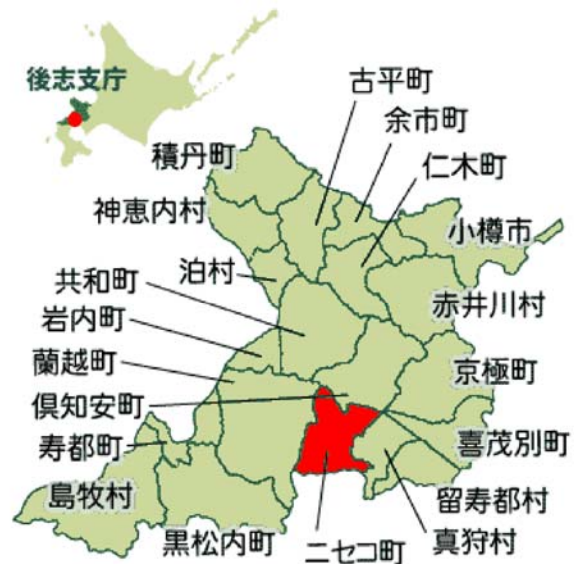 後志支庁
古平町
余市町
積丹町
仁木町
神恵内村
小樽市
泊村
共和町
赤井川村
岩内町
蘭越町
京極町
倶知安町
寿都町
喜茂別町
島牧村
留寿都村
黒松内町
ニセコ町
真狩村